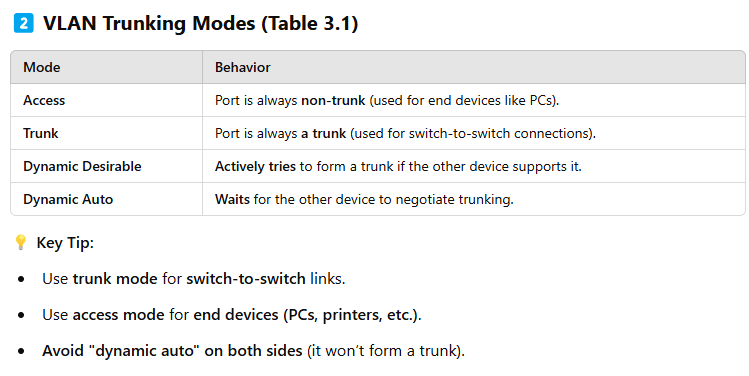 2 VLAN Trunking Modes (Table 3.1)
Mode Behavior
Access Port is always non-trunk (used for end devices like PCs).
Trunk Port is always a trunk (used for switch-to-switch connections).
Dynamic Desirable Actively tries to form a trunk if the other device supports it.
Dynamic Auto Waits for the other device to negotiate trunking.
💡 Key Tip:
• Use trunk mode for switch-to-switch links.
• Use access mode for end devices (PCs, printers, etc.).
• Avoid "dynamic auto" on both sides (it won't form a trunk).